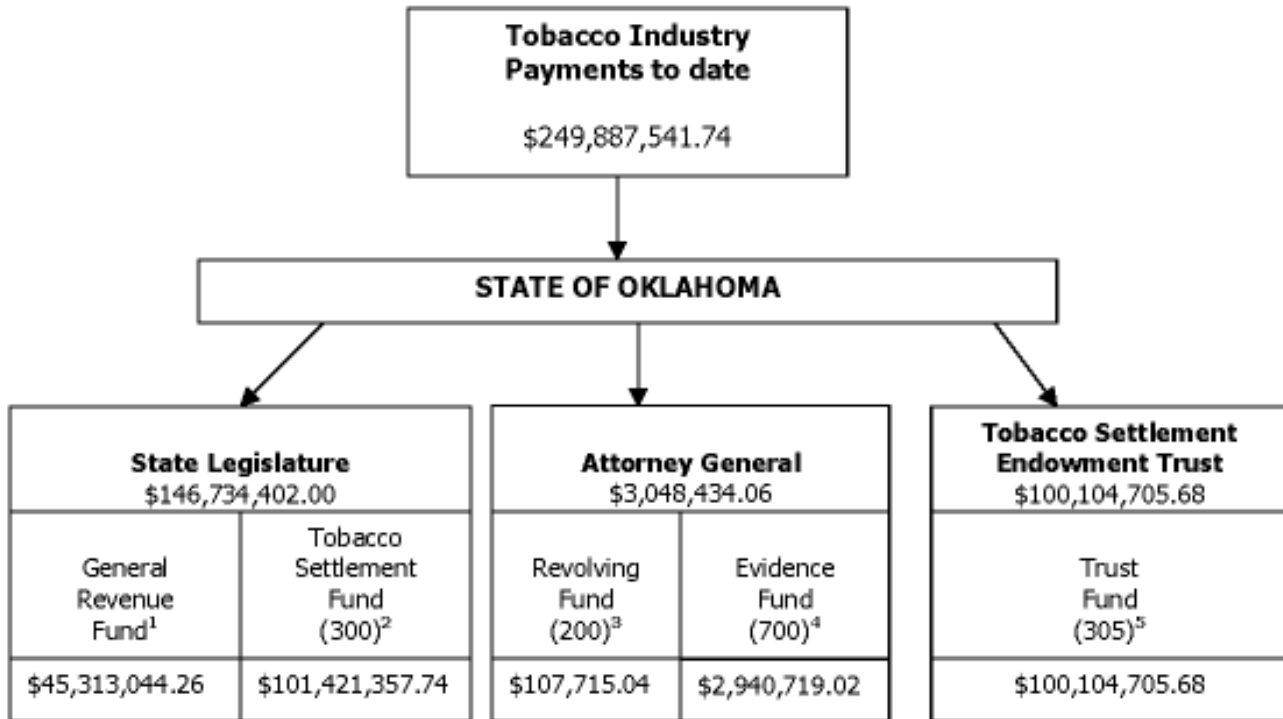 Tobacco Industry
Payments to date
$249,887,541.74
STATE OF OKLAHOMA
State Legislature
$146,734,402.00
General
Revenue
Fund¹
Tobacco
Settlement
Fund
(300)²
$45,313,044.26
$101,421,357.74
Attorney General
$3,048,434.06
Revolving
Fund
(200)³
Evidence
Fund
(700)⁴
$107,715.04
$2,940,719.02
Tobacco Settlement
Endowment Trust
$100,104,705.68
Trust
Fund
(305)⁵
$100,104,705.68